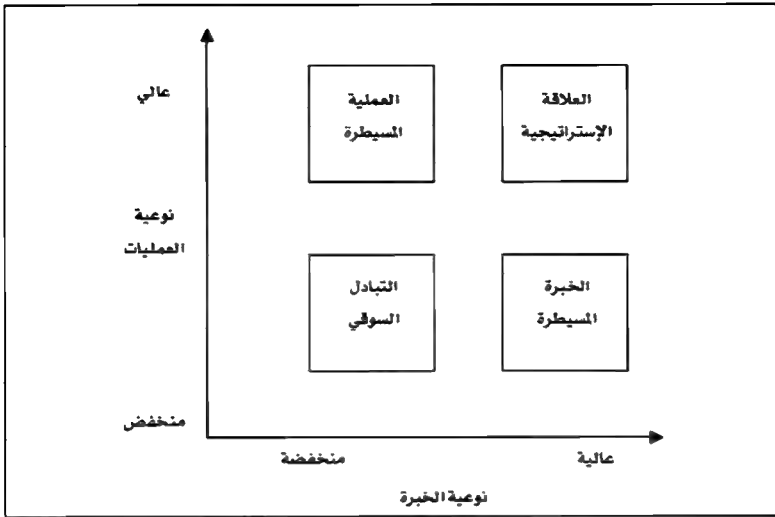 عالي
العملية
المسيطرة
العلاقة
الإستراتيجية
نوعية
العمليات
التبادل
السوقي
الخبرة
المسيطرة
منخفض
منخفضة
عالية
نوعية الخبرة